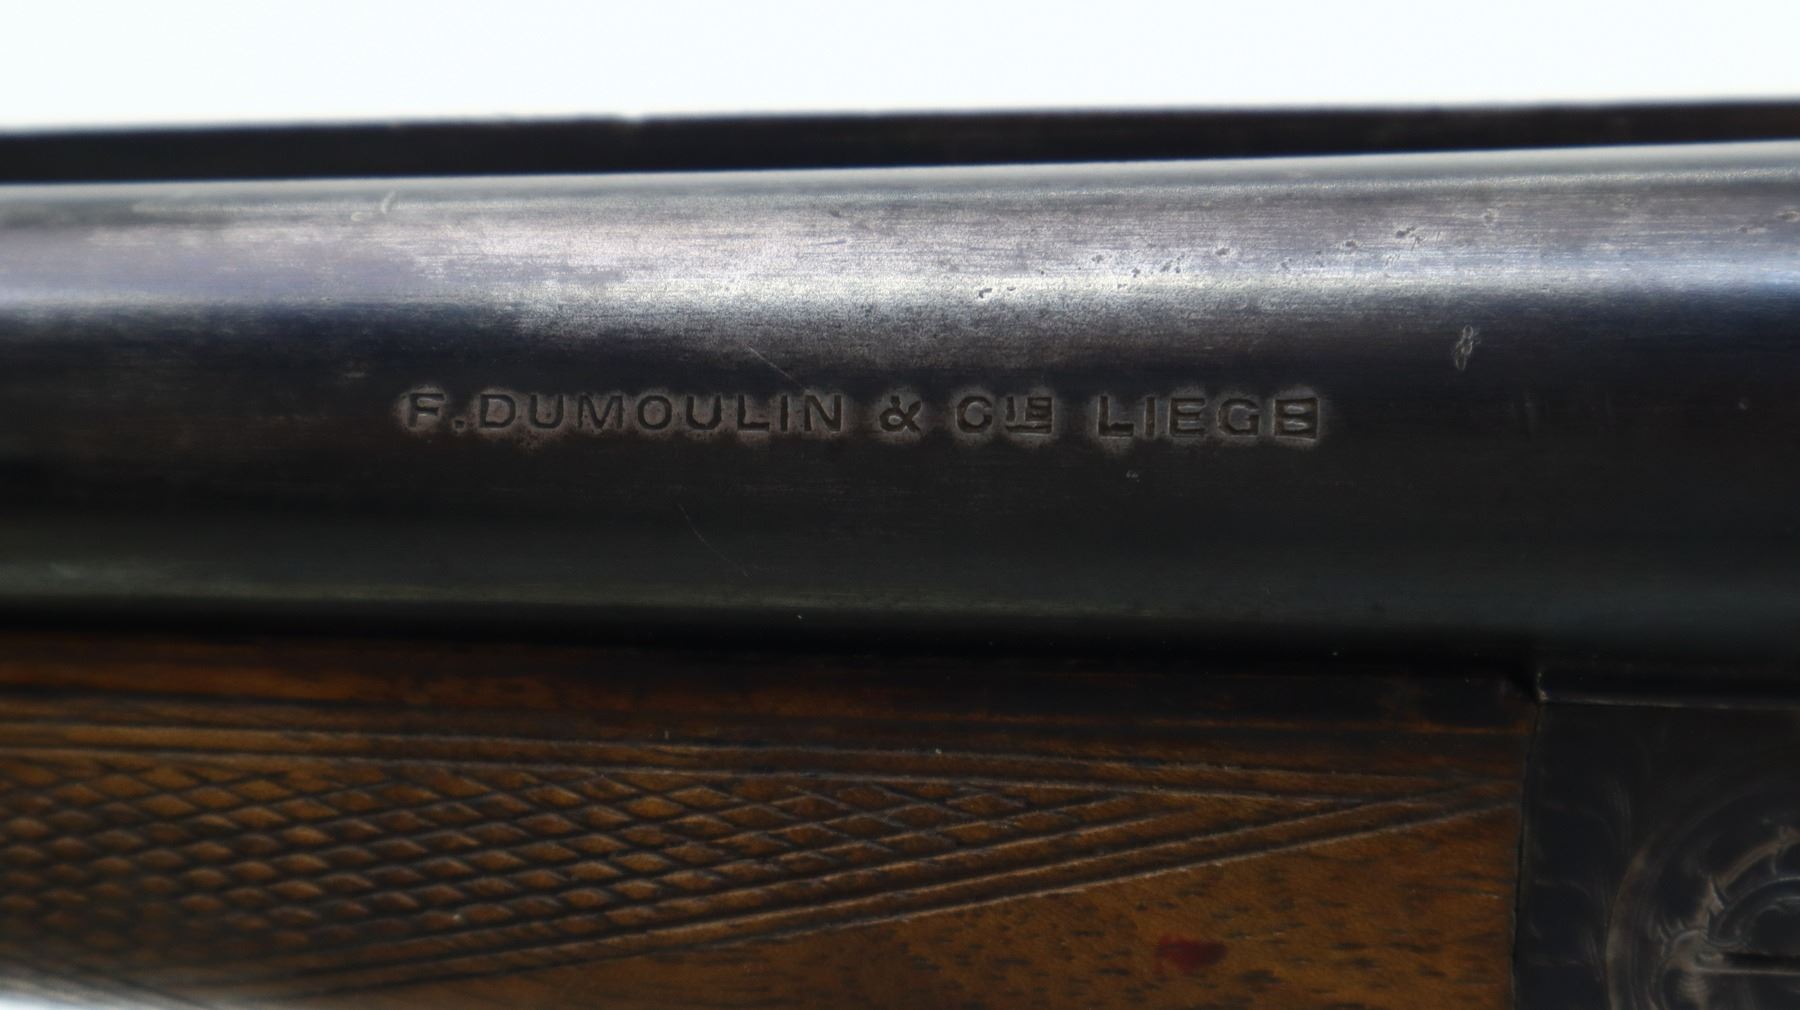 F. DUMOULIN & CIE LIEGE